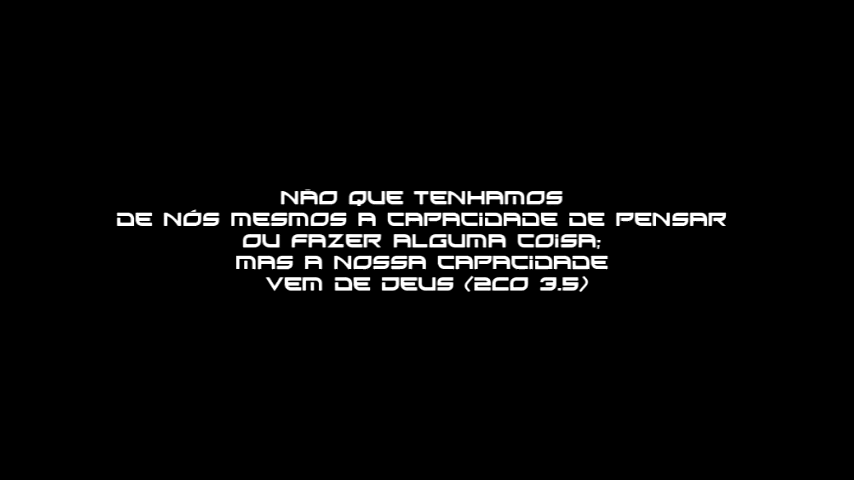 NÃO QUE TENHAMOS
DE NÓS MESMOS A CAPACIDADE DE PENSAR
OU FAZER ALGUMA COISA;
MAS A NOSSA CAPACIDADE
VEM DE DEUS (2CO 3.5)